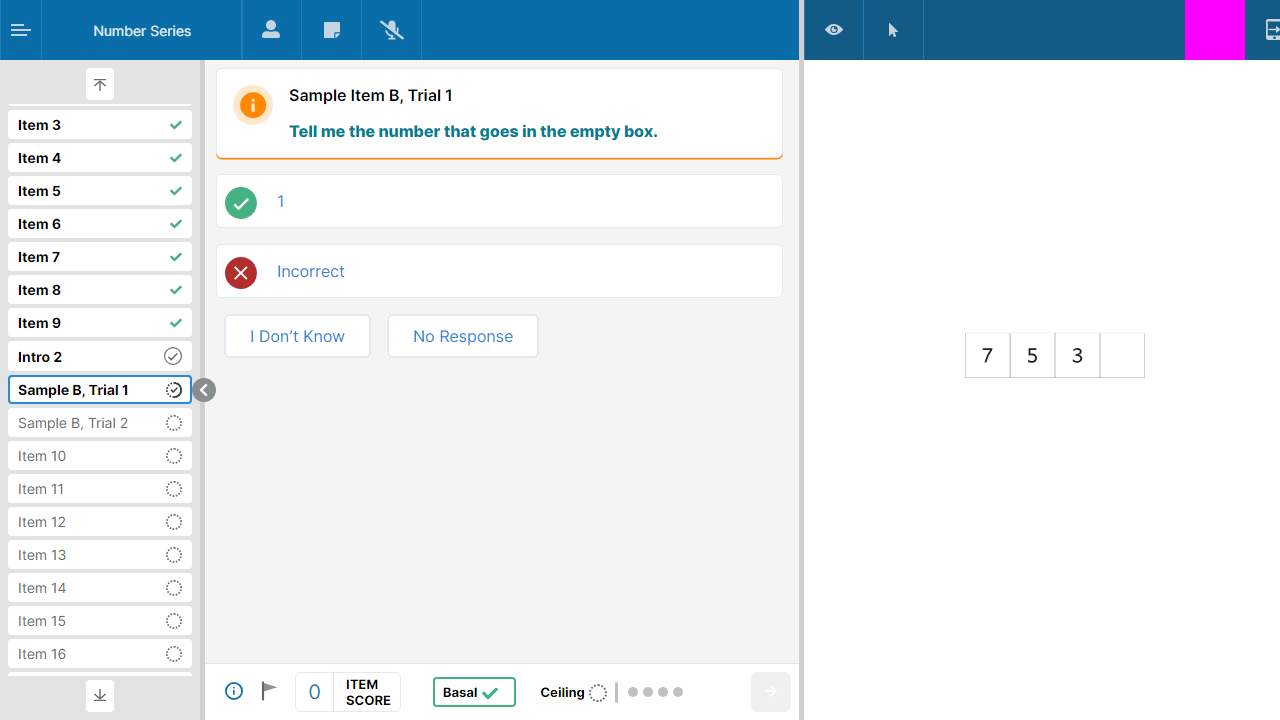 Number Series
Item 3
Item 4
Item 5
Item 6
Item 7
Item 8
Item 9
Intro 2
Sample B, Trial 1
Sample B, Trial 2
Item 10
Item 11
Item 12
Item 13
Item 14
Item 15
Item 16
Sample Item B, Trial 1
Tell me the number that goes in the empty box.
1
Incorrect
I Don’t Know
No Response
0
ITEM
SCORE
Basal
Ceiling
7 5 3